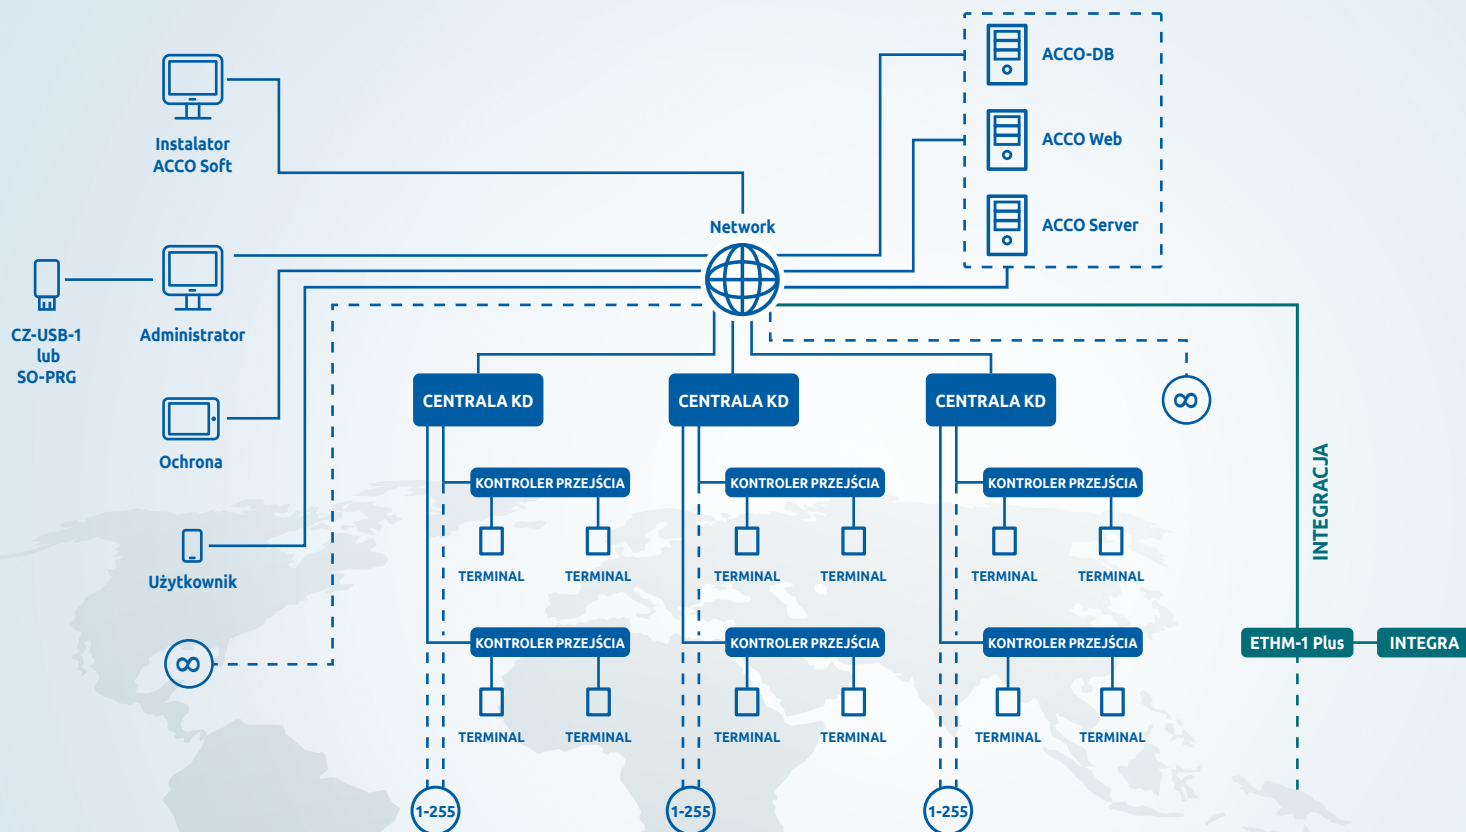 ACCO-DB
Instalator
ACCO Soft
ACCO Web
Network
ACCO Server
CZ-USB-1
lub
SO-PRG
Administrator
CENTRALA KD
CENTRALA KD
CENTRALA KD
∞
Ochrona
INTEGRACJA
KONTROLER PRZEJŚCIA
KONTROLER PRZEJŚCIA
KONTROLER PRZEJŚCIA
TERMINAL
TERMINAL
TERMINAL
TERMINAL
TERMINAL
TERMINAL
Użytkownik
KONTROLER PRZEJŚCIA
KONTROLER PRZEJŚCIA
KONTROLER PRZEJŚCIA
ETHM-1 Plus
INTEGRA
∞
TERMINAL
TERMINAL
TERMINAL
TERMINAL
TERMINAL
TERMINAL
1-255
1-255
1-255